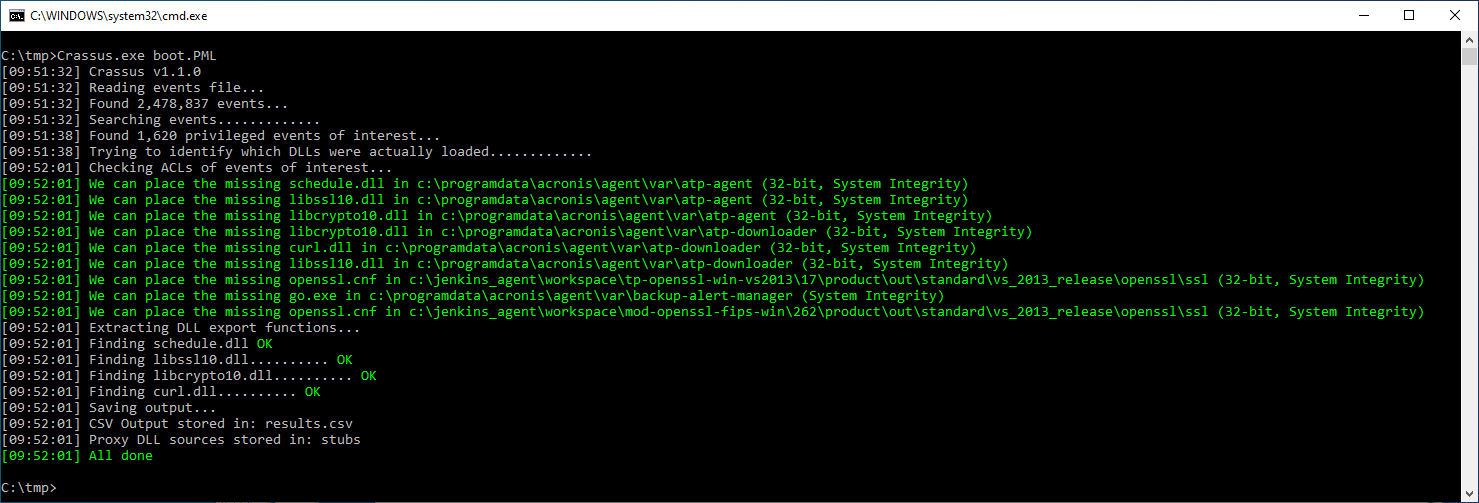 C:\WINDOWS\system32\cmd.exe
C:\tmp>Crassus.exe boot.PML
[09:51:32] Crassus v1.1.0
[09:51:32] Reading events file...
[09:51:32] Found 2,478,837 events...
[09:51:32] Searching events.............
[09:51:38] Found 1,620 privileged events of interest...
[09:51:38] Trying to identify which DLLs were actually loaded.............
[09:52:01] Checking ACLs of events of interest...
[09:52:01] We can place the missing schedule.dll in c:\programdata\acronis\agent\var\atp-agent (32-bit, System Integrity)
[09:52:01] We can place the missing libssl10.dll in c:\programdata\acronis\agent\var\atp-agent (32-bit, System Integrity)
[09:52:01] We can place the missing libcrypto10.dll in c:\programdata\acronis\agent\var\atp-agent (32-bit, System Integrity)
[09:52:01] We can place the missing libcrypto10.dll in c:\programdata\acronis\agent\var\atp-downloader (32-bit, System Integrity)
[09:52:01] We can place the missing curl.dll in c:\programdata\acronis\agent\var\atp-downloader (32-bit, System Integrity)
[09:52:01] We can place the missing libssl10.dll in c:\programdata\acronis\agent\var\atp-downloader (32-bit, System Integrity)
[09:52:01] We can place the missing openssl.cnf in c:\jenkins_agent\workspace\tp-openssl-win-vs2013\17\product\out\standard\vs_2013_release\openssl\ssl (32-bit, System Integrity)
[09:52:01] We can place the missing go.exe in c:\programdata\acronis\agent\var\backup-alert-manager (System Integrity)
[09:52:01] We can place the missing openssl.cnf in c:\jenkins_agent\workspace\mod-openssl-fips-win\262\product\out\standard\vs_2013_release\openssl\ssl (32-bit, System Integrity)
[09:52:01] Extracting DLL export functions...
[09:52:01] Finding schedule.dll OK
[09:52:01] Finding libssl10.dll.......... OK
[09:52:01] Finding libcrypto10.dll.......... OK
[09:52:01] Finding curl.dll.......... OK
[09:52:01] Saving output...
[09:52:01] CSV Output stored in: results.csv
[09:52:01] Proxy DLL sources stored in: stubs
[09:52:01] All done
C:\tmp>